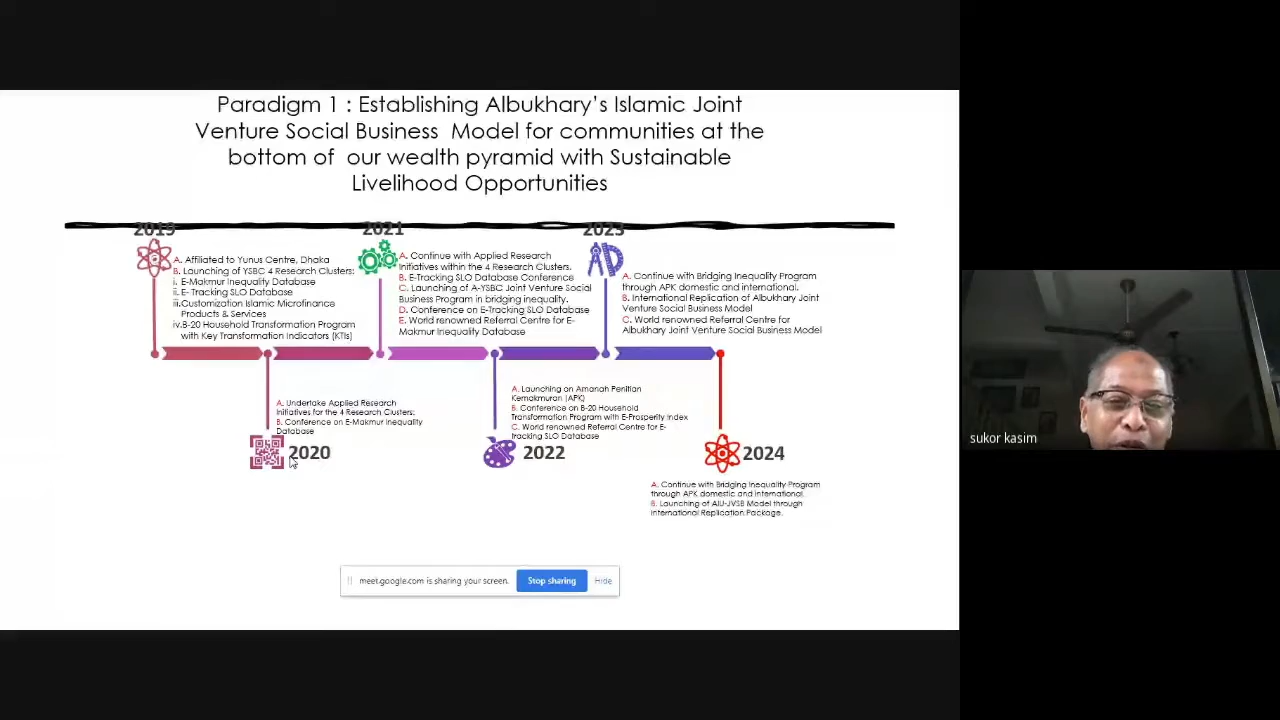 Paradigm 1 : Establishing Albukhary's Islamic Joint
Venture Social Business Model for communities at the
bottom of our wealth pyramid with Sustainable
Livelihood Opportunities
2019
A. Affiliated to Yunus Centre, Dhaka
B. Launching of YSBC 4 Research Clusters:
i. E-Makmur Inequality Database
ii. E- Tracking SLO Database
iii.Customization Islamic Microfinance
Products & Services
iv.B-20 Household Transformation Program
with Key Transformation Indicators (KTIs)
2021
A. Continue with Applied Research
Initiatives within the 4 Research Clusters.
B. E-Tracking SLO Database Conference
C. Launching of A-YSBC Joint Venture Social
Business Program in bridging inequality.
D. Conference on E-Tracking SLO Database
E. World renowned Referral Centre for E-
Makmur Inequality Database
2023
A. Continue with Bridging Inequality Program
through APK domestic and international.
B. International Replication of Albukhary Joint
Venture Social Business Model
C. World renowned Referral Centre for
Albukhary Joint Venture Social Business Model
A. Undertake Applied Research
Initiatives for the 4 Research Clusters;
B. Conference on E-Makmur Inequality
Database
2020
A. Launching on Amanah Penitian
Kemakmuran (APK)
B. Conference on B-20 Household
Transformation Program with E-Prosperity Index
C. World renowned Referral Centre for E-
Tracking SLO Database
2022
2024
A. Continue with Bridging Inequality Program
through APK domestic and international.
B. Launching of AIU-JVSB Model through
International Replication Package.
meet.google.com is sharing your screen.
Stop sharing
Hide
sukor kasim